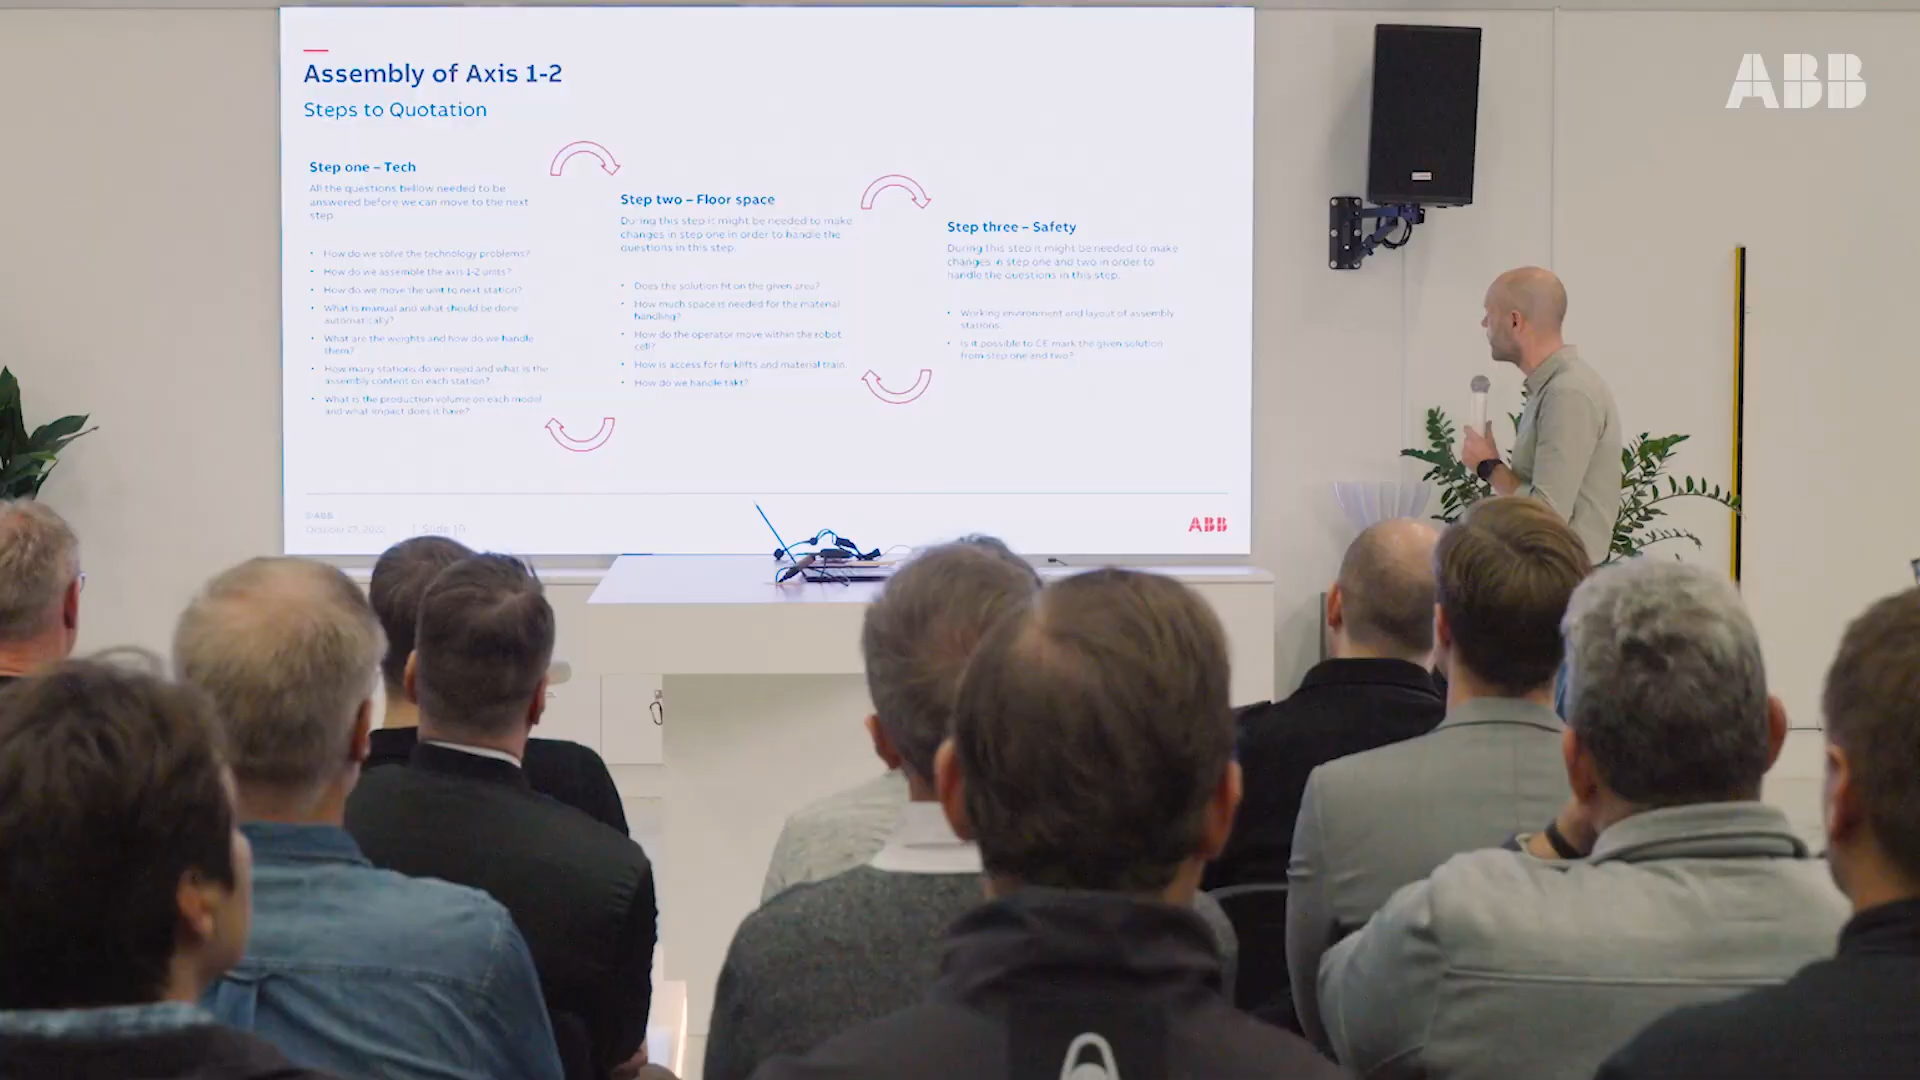 ABB
Assembly of Axis 1-2
Steps to Quotation
Step one – Tech
All the questions bellow needed to be
answered before we can move to the next
step
• How do we solve the technology problems?
• How do we assemble the axis 1-2 units?
• How do we move the unit to next station?
• What is manual and what should be done
automatically?
• What are the weights and how do we handle
them?
• How many stations do we need and what is the
assembly content on each station?
• What is the production volume on each model
and what impact does it have?
Step two – Floor space
During this step it might be needed to make
changes in step one in order to handle the
questions in this step.
• Does the solution fit on the given area?
• How much space is needed for the material
handling?
• How do the operator move within the robot
cell?
• How is access for forklifts and material train.
• How do we handle takt?
Step three – Safety
During this step it might be needed to make
changes in step one and two in order to
handle the questions in this step.
• Working environment and layout of assembly
stations.
• Is it possible to CE mark the given solution
from step one and two?
© ABB
October 27, 2022 | Slide 19
ABB